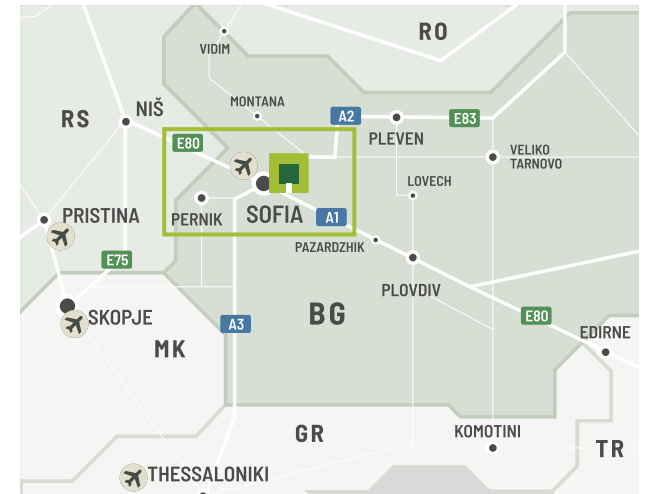 RO
VIDIM
MONTANA
NIŠ
RS
A2
E83
PLEVEN
E80
VELIKO
TARNOVO
LOVECH
PRISTINA
PERNIK
SOFIA
A1
PAZARDZHIK
E75
PLOVDIV
SKOPJE
A3
BG
E80
EDIRNE
MK
GR
KOMOTINI
TR
THESSALONIKI